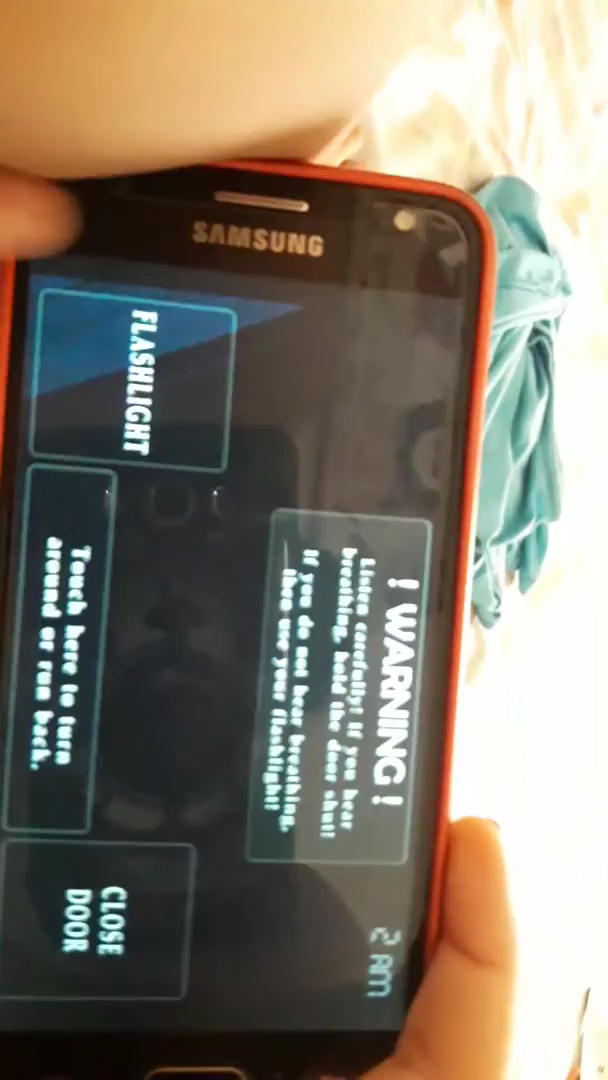 SAMSUNG
FLASHLIGHT
! WARNING!
Listen carefully! If you hear
breathing, hold the door shut!
If you do not hear breathing,
then use your flashlight!
Touch here to turn
around or run back.
CLOSE
DOOR
2 AM